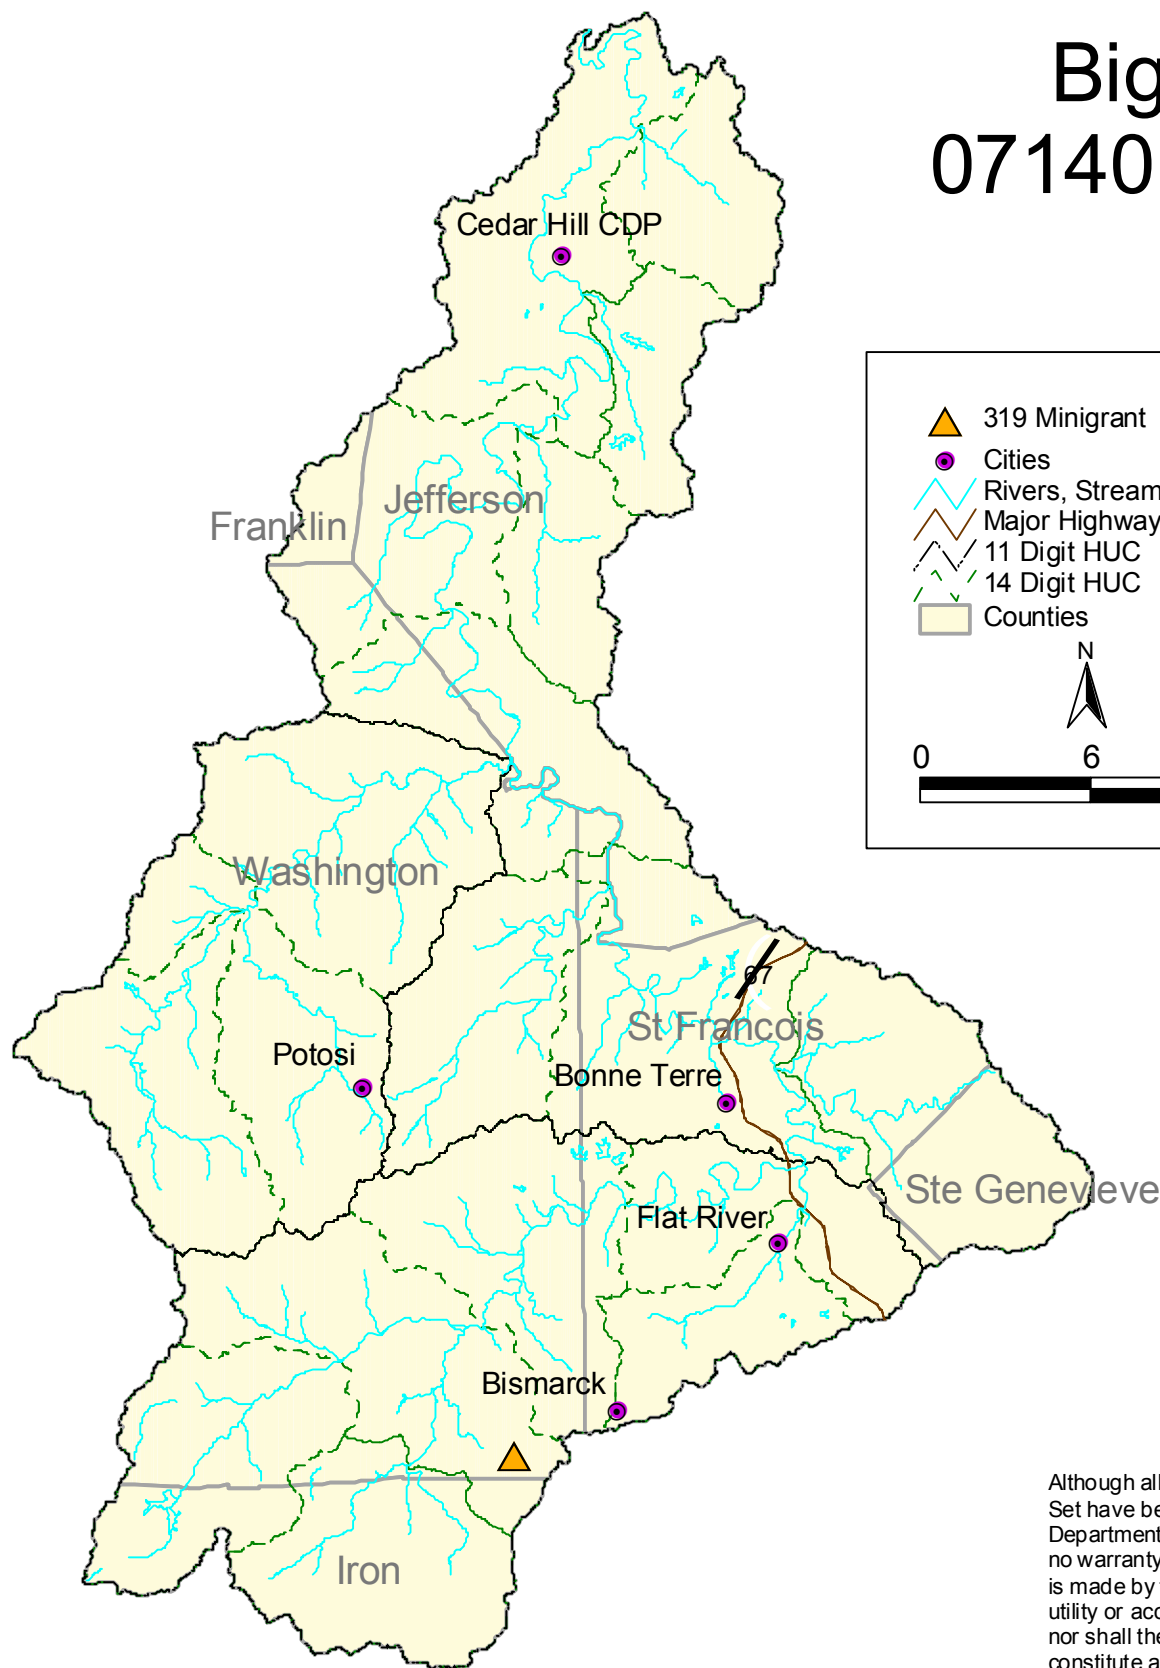 Big
07140
Cedar Hill CDP
319 Minigrant
Cities
Rivers, Stream
Major Highway
11 Digit HUC
14 Digit HUC
Counties
N
0 6
Jefferson
Franklin
Washington
67
St Francois
Potosi
Bonne Terre
Ste Genevieve
Flat River
Bismarck
Iron
Although all
Set have be
Department
no warranty
is made by
utility or acc
nor shall the
constitute a